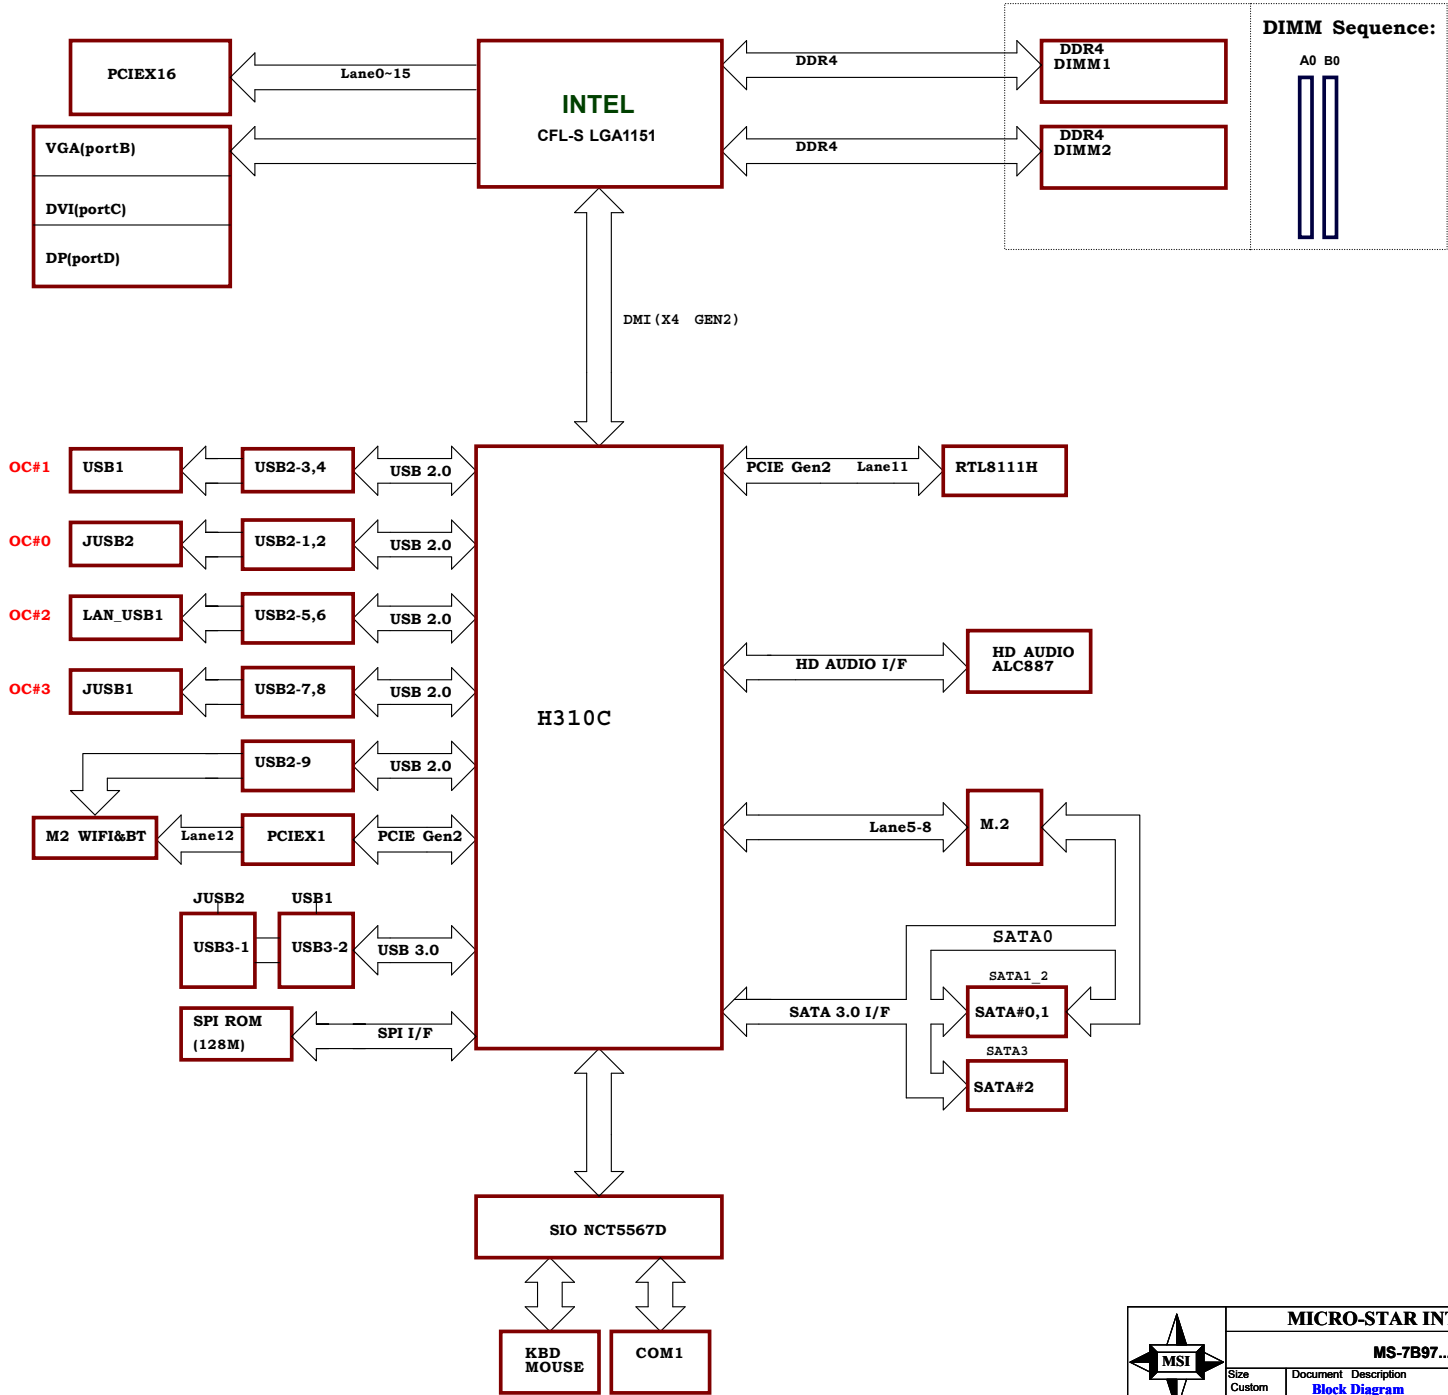 DIMM Sequence:
A0 B0
PCIEX16
Lane0~15
INTEL
CFL-S LGA1151
DDR4
DDR4
DIMM1
VGA(portB)
DVI(portC)
DP(portD)
DDR4
DDR4
DIMM2
DMI(X4 GEN2)
OC#1
USB1
USB2-3,4
USB 2.0
PCIE Gen2 Lane11
RTL8111H
OC#0
JUSB2
USB2-1,2
USB 2.0
OC#2
LAN_USB1
USB2-5,6
USB 2.0
HD AUDIO I/F
HD AUDIO
ALC887
OC#3
JUSB1
USB2-7,8
USB 2.0
H310C
USB2-9
USB 2.0
M2 WIFI&BT
Lane12
PCIEX1
PCIE Gen2
Lane5-8
M.2
JUSB2
USB1
USB3-1
USB3-2
USB 3.0
SATA0
SATA1_2
SATA 3.0 I/F
SATA#0,1
SATA3
SATA#2
SPI ROM
(128M)
SPI I/F
SIO NCT5567D
KBD
MOUSE
COM1
MSI
MICRO-STAR INT
MS-7B97...
Size
Custom
Document Description
Block Diagram